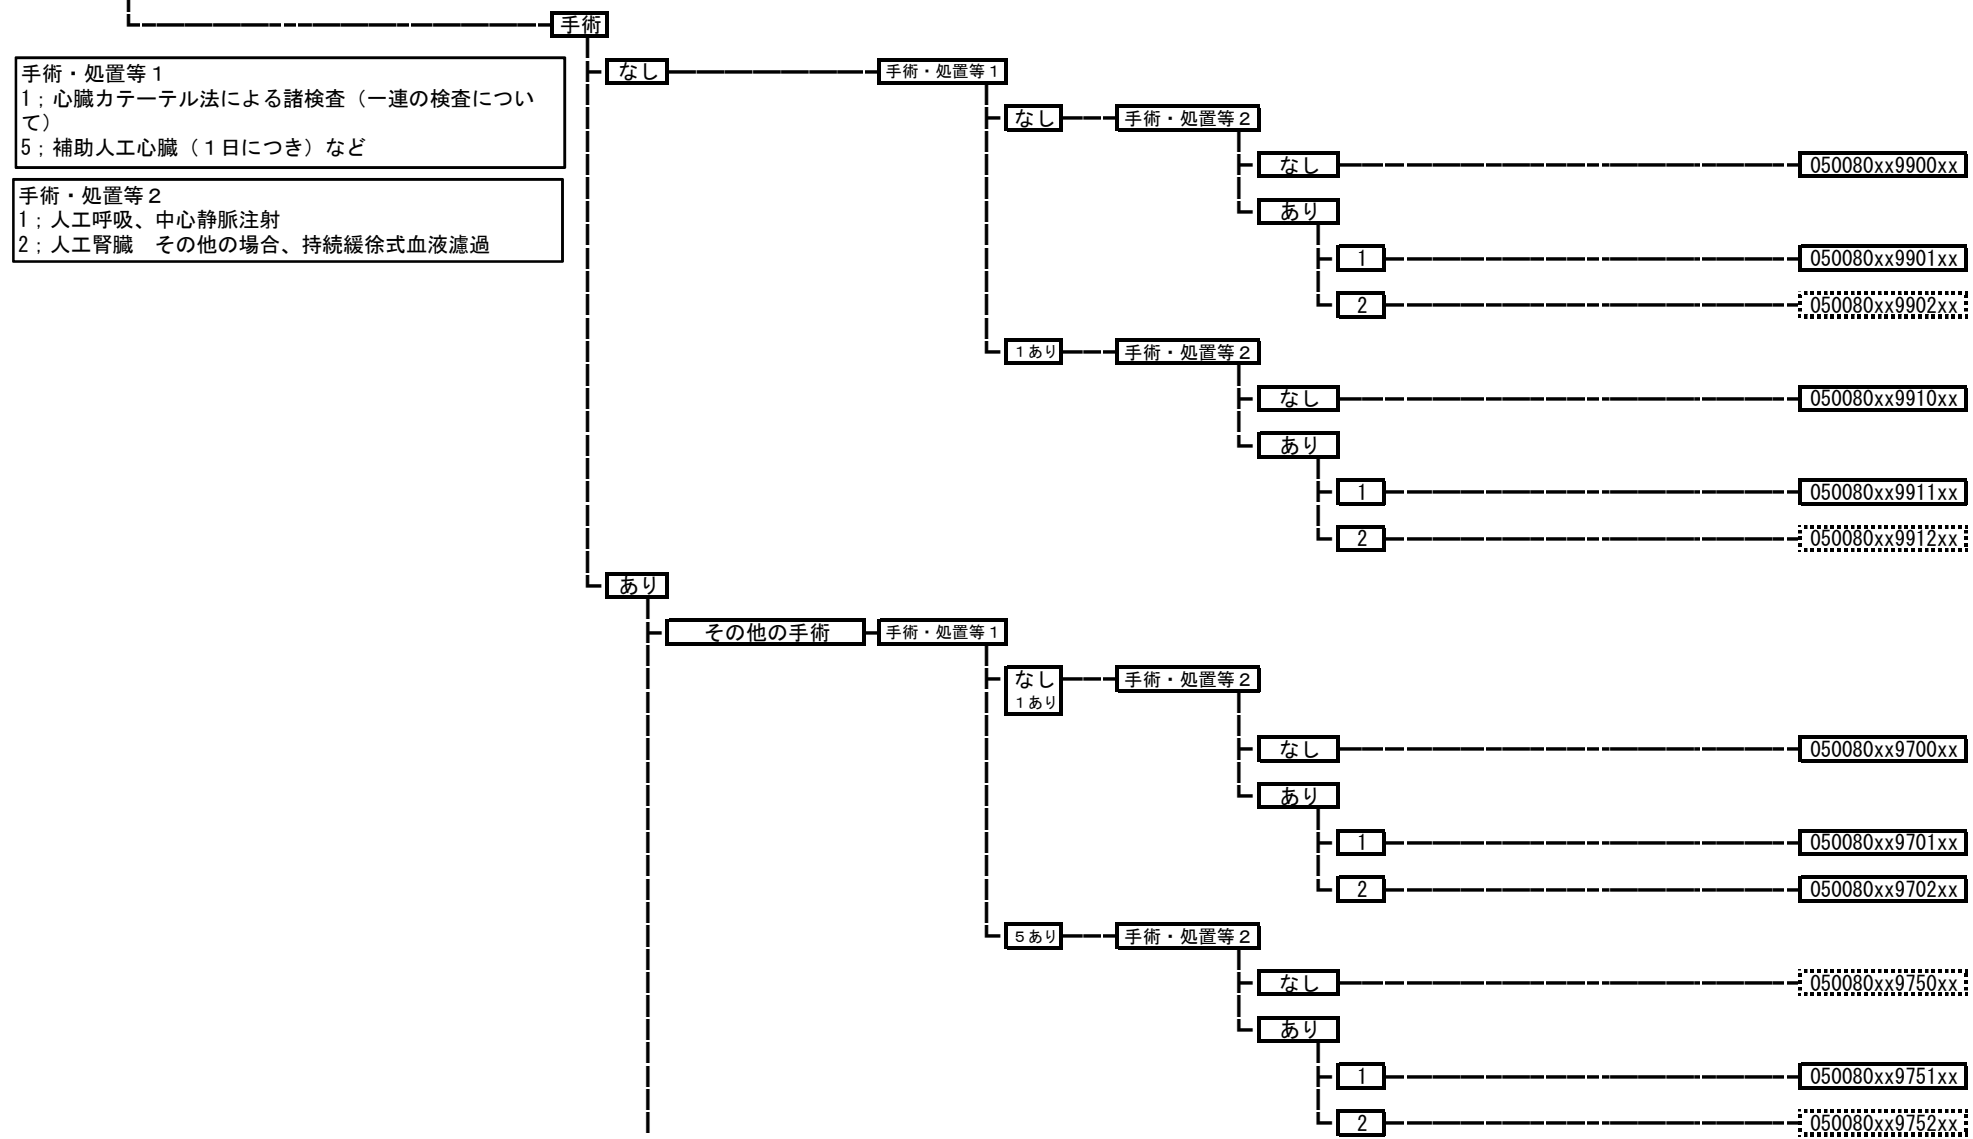 手術
手術・処置等１
1；心臓カテーテル法による諸検査（一連の検査につい
て）
5；補助人工心臓（１日につき）など
手術・処置等２
1；人工呼吸、中心静脈注射
2；人工腎臓　その他の場合、持続緩徐式血液濾過
なし
手術・処置等１
なし
手術・処置等２
なし
050080xx9900xx
あり
1
050080xx9901xx
2
050080xx9902xx
１あり
手術・処置等２
なし
050080xx9910xx
あり
1
050080xx9911xx
2
050080xx9912xx
あり
その他の手術
手術・処置等１
なし
１あり
手術・処置等２
なし
050080xx9700xx
あり
1
050080xx9701xx
2
050080xx9702xx
５あり
手術・処置等２
なし
050080xx9750xx
あり
1
050080xx9751xx
2
050080xx9752xx